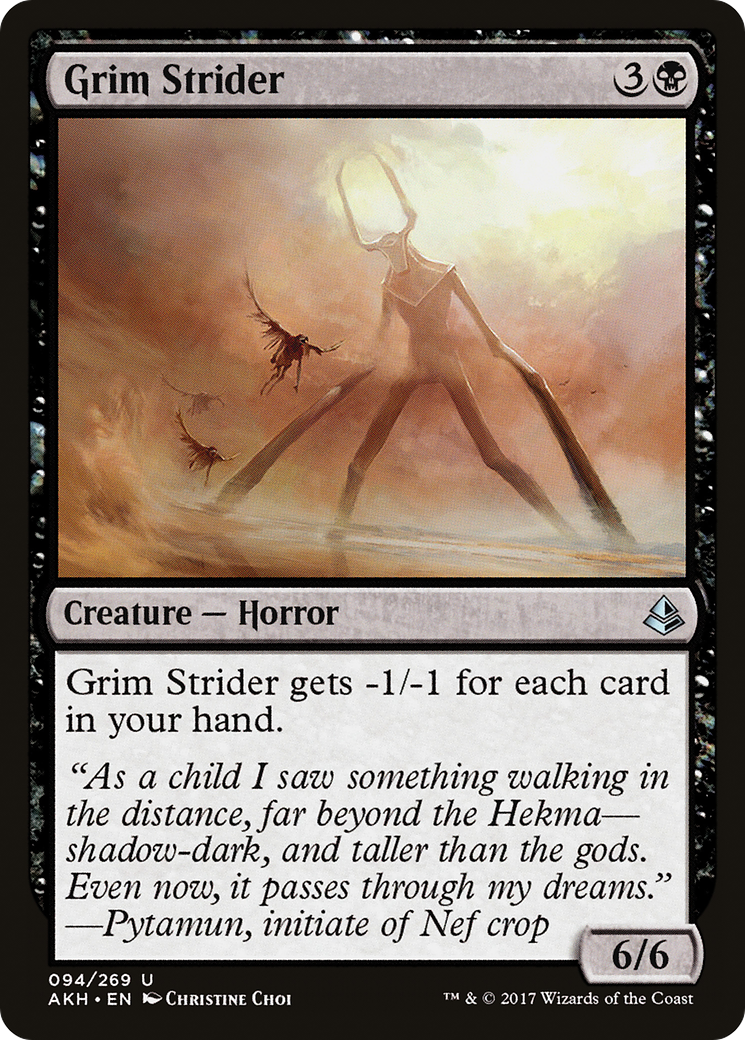 Grim Strider 3
Creature — Horror
Grim Strider gets -1/-1 for each card
in your hand.
“As a child I saw something walking in
the distance, far beyond the Hekma—
shadow-dark, and taller than the gods.
Even now, it passes through my dreams.”
—Pytamun, initiate of Nef crop
6/6
094/269 U
AKH • EN Christine Choi
™ & © 2017 Wizards of the Coast